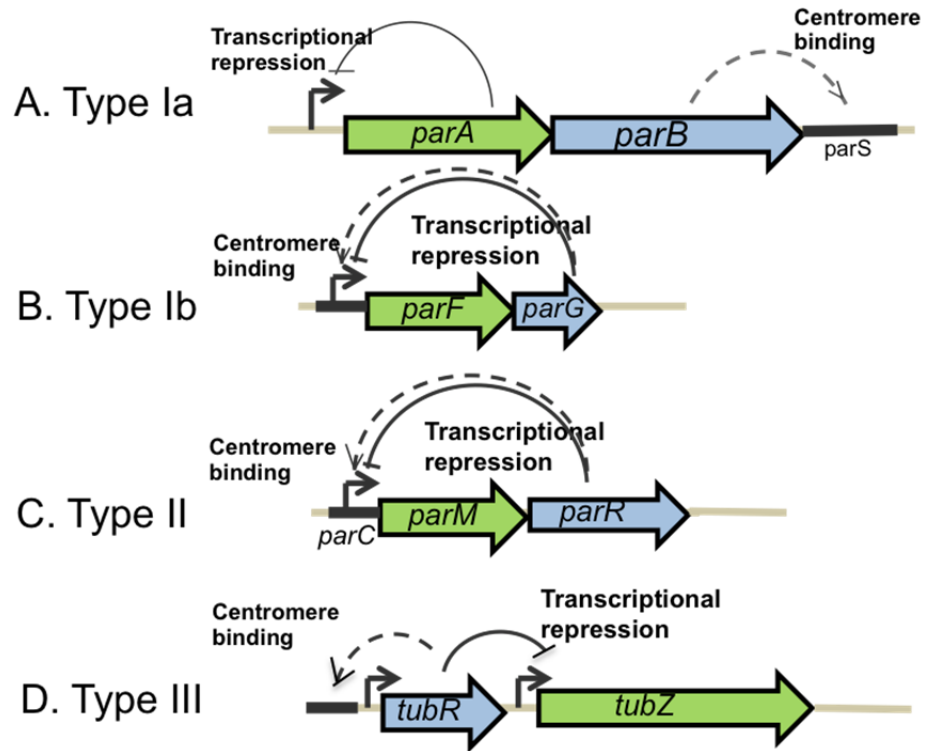 Transcriptional
repression
Centromere
binding
A. Type Ia
parA
parB
parS
Centromere
binding
Transcriptional
repression
B. Type Ib
parF
parG
Centromere
binding
Transcriptional
repression
C. Type II
parC
parM
parR
Centromere
binding
Transcriptional
repression
D. Type III
tubR
tubZ